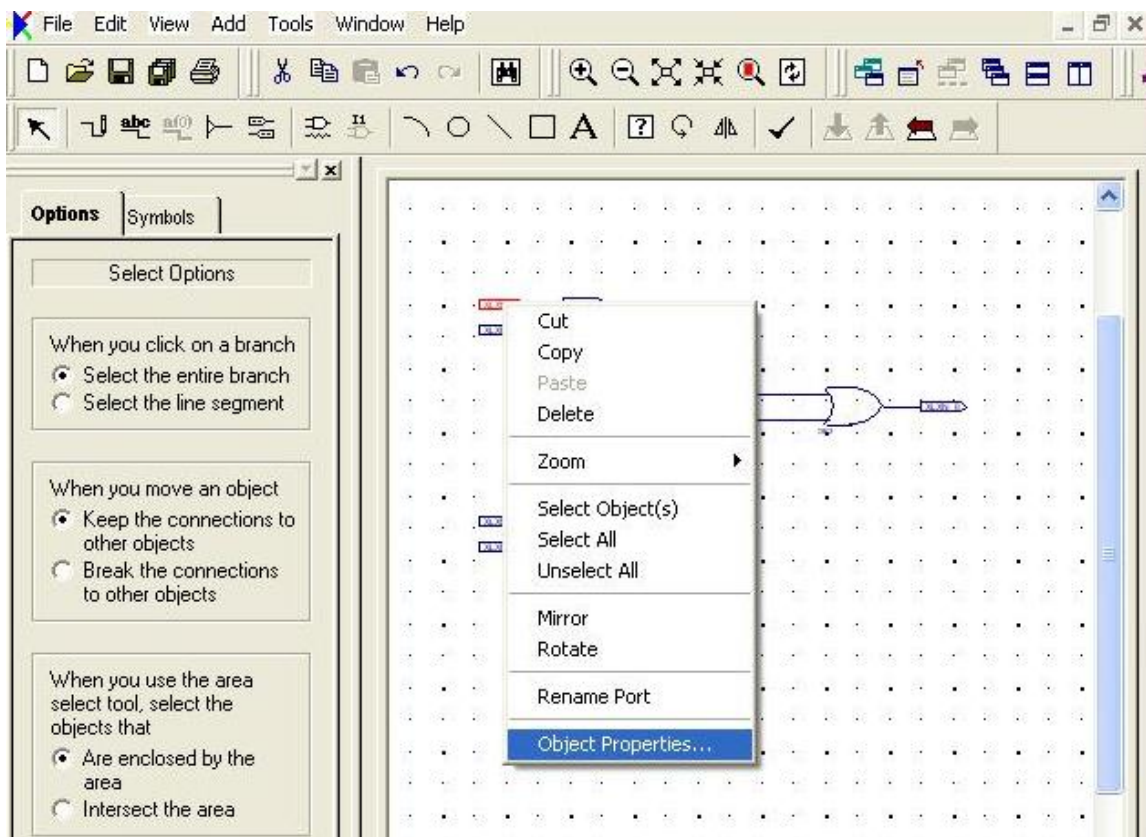 File Edit View Add Tools Window Help
abc
a(0)
I1
A
?
Options Symbols
Select Options
When you click on a branch
Select the entire branch
Select the line segment
When you move an object
Keep the connections to
other objects
Break the connections
to other objects
When you use the area
select tool, select the
objects that
Are enclosed by the
area
Intersect the area
Cut
Copy
Paste
Delete
Zoom
Select Object(s)
Select All
Unselect All
Mirror
Rotate
Rename Port
Object Properties...